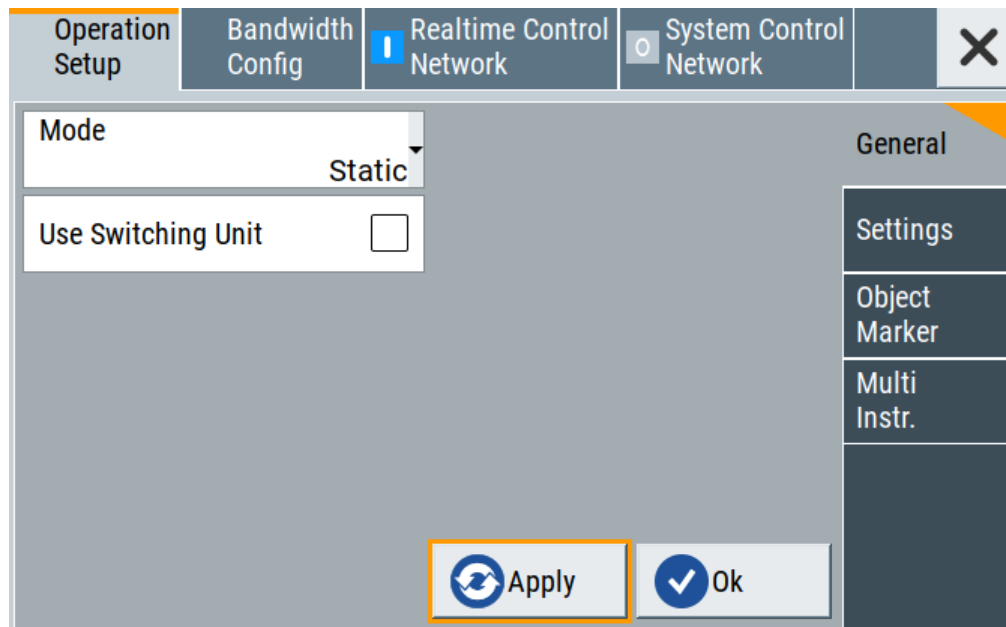 Operation
Setup
Bandwidth
Config
Realtime Control
Network
System Control
Network
Mode
Static
Use Switching Unit
General
Settings
Object
Marker
Multi
Instr.
Apply
Ok